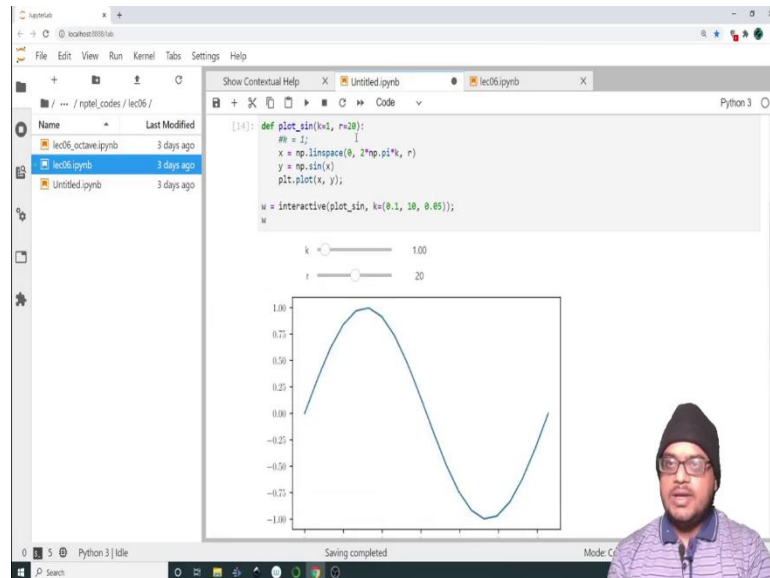 JupyterLab
localhost:8888/lab
File Edit View Run Kernel Tabs Settings Help
Show Contextual Help
Untitled.ipynb
lec06.ipynb
/ ... / nptel_codes / lec06 /
Code
Python 3
Name
Last Modified
lec06_octave.ipynb 3 days ago
lec06.ipynb 3 days ago
Untitled.ipynb 3 days ago
[14]: def plot_sin(k=1, r=20):
#k = 1;
x = np.linspace(0, 2*np.pi*k, r)
y = np.sin(x)
plt.plot(x, y);
w = interactive(plot_sin, k=(0.1, 10, 0.05));
w
k 1.00
r 20
1.00
0.75
0.50
0.25
0.00
−0.25
−0.50
−0.75
−1.00
0 5 Python 3 | Idle Saving completed Mode: C
Search